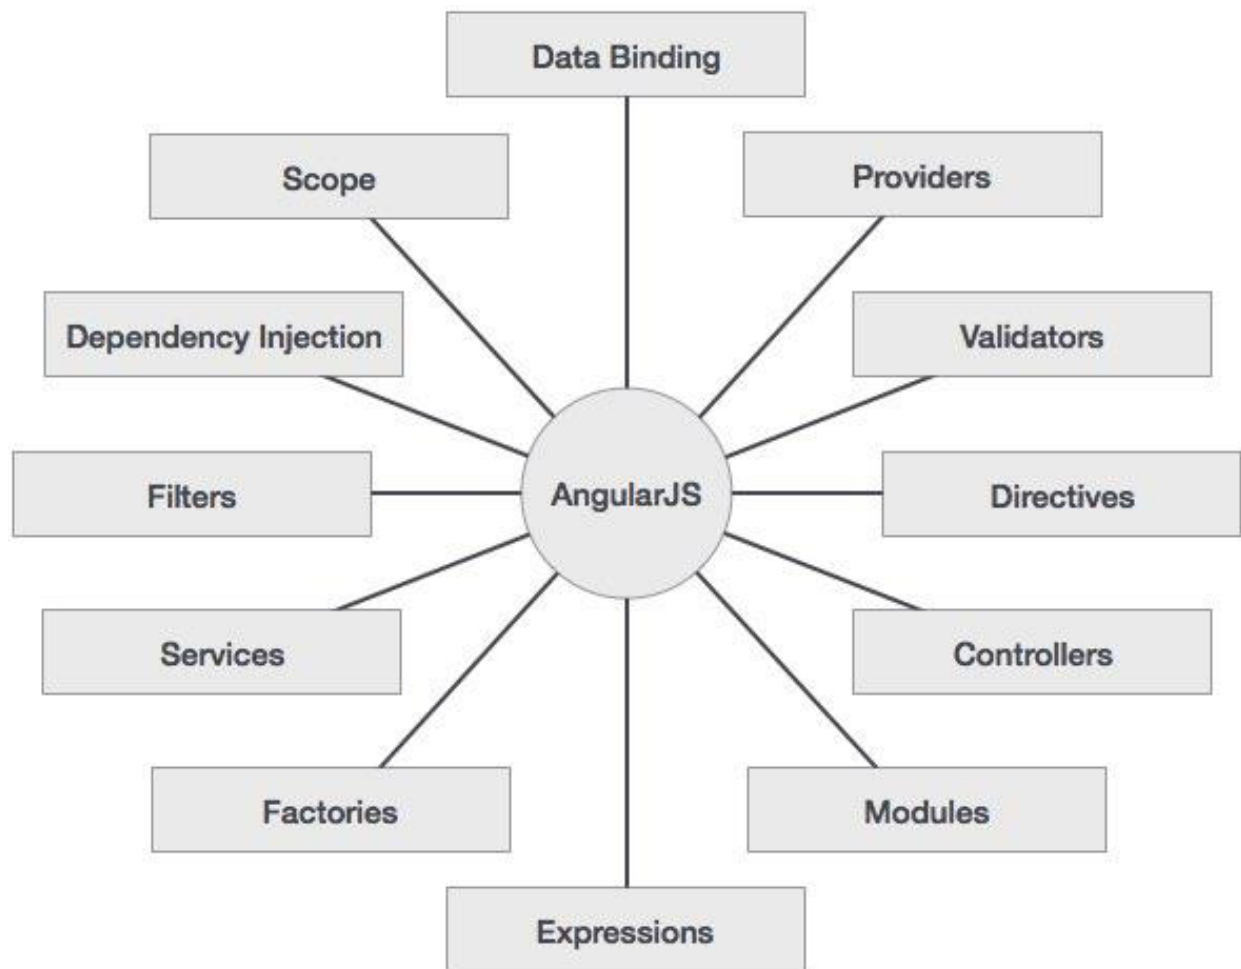 Data Binding
Scope
Providers
Dependency Injection
Validators
Filters
AngularJS
Directives
Services
Controllers
Factories
Modules
Expressions